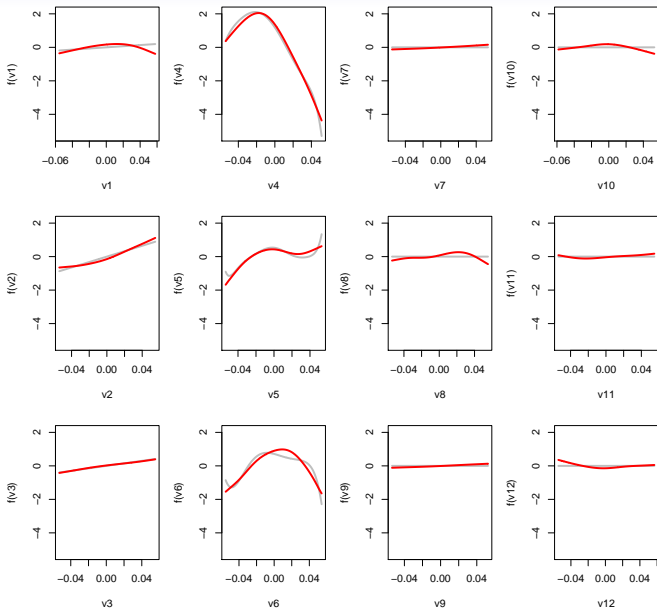 2 0 −2 −4
f(v1)
−0.06 0.00 0.04
v1
2 0 −2 −4
f(v4)
−0.04 0.00 0.04
v4
2 0 −2 −4
f(v7)
−0.04 0.00 0.04
v7
2 0 −2 −4
f(v10)
−0.06 0.00 0.04
v10
2 0 −2 −4
f(v2)
−0.04 0.00 0.04
v2
2 0 −2 −4
f(v5)
−0.04 0.00 0.04
v5
2 0 −2 −4
f(v8)
−0.04 0.00 0.04
v8
2 0 −2 −4
f(v11)
−0.04 0.00 0.04
v11
2 0 −2 −4
f(v3)
−0.04 0.00 0.04
v3
2 0 −2 −4
f(v6)
−0.04 0.00 0.04
v6
2 0 −2 −4
f(v9)
−0.04 0.00 0.04
v9
2 0 −2 −4
f(v12)
−0.04 0.00 0.04
v12